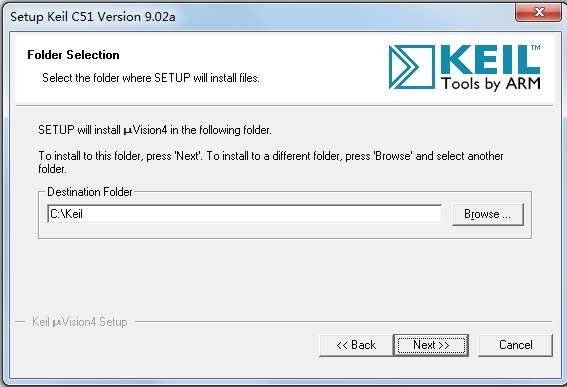 Setup Keil C51 Version 9.02a
Folder Selection
Select the folder where SETUP will install files.
KEIL™
Tools by ARM
SETUP will install µVision4 in the following folder.
To install to this folder, press 'Next'. To install to a different folder, press 'Browse' and select another
folder.
Destination Folder
C:\Keil
Browse ...
Keil µVision4 Setup
<< Back
Next >>
Cancel